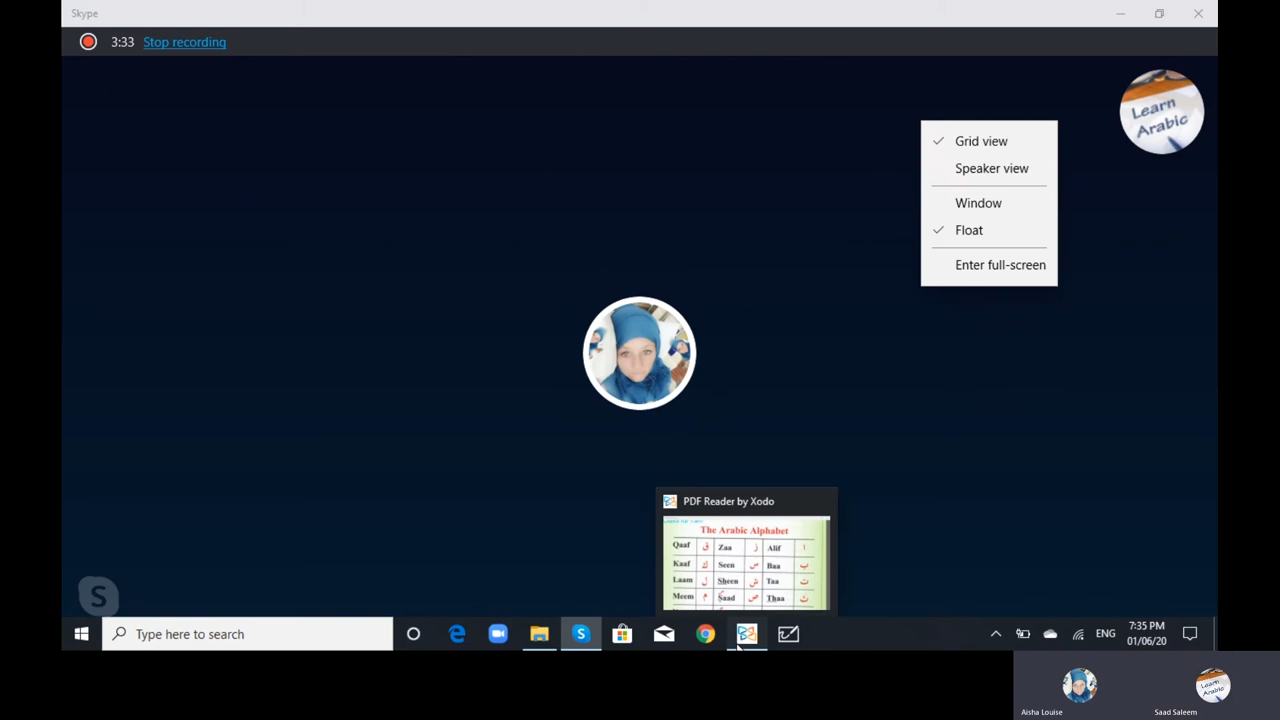 Skype
3:33 Stop recording
Learn
Arabic
Grid view
Speaker view
Window
Float
Enter full-screen
PDF Reader by Xodo
The Arabic Alphabet
Qaaf ق Zaa ز Alif ا
Kaaf ك Seen س Baa ب
Laam ل Sheen ش Taa ت
Meem م Saad ص Thaa ث
S
Type here to search
ENG
7:35 PM
01/06/20
Learn
Arabic
Aisha Louise
Saad Saleem